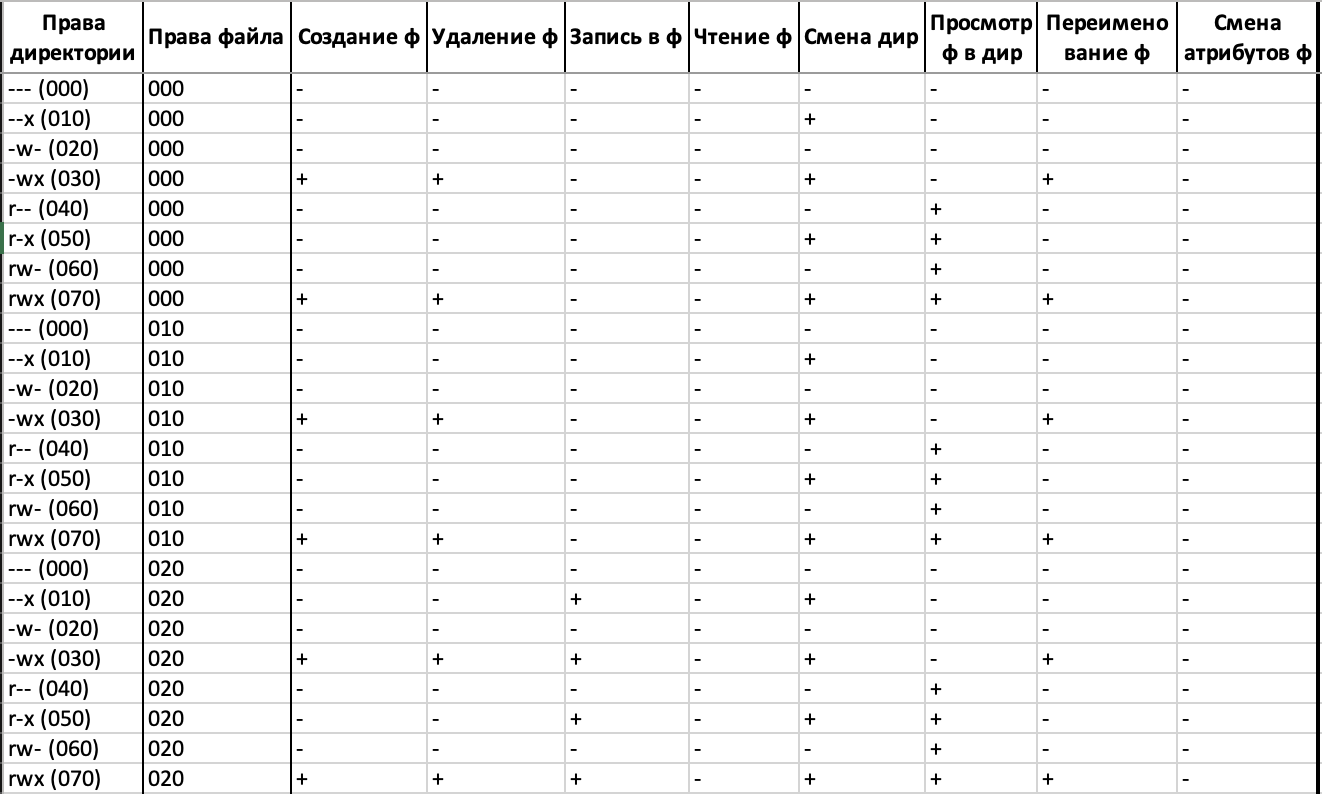 Права директории | Права файла | Создание ф | Удаление ф | Запись в ф | Чтение ф | Смена дир | Просмотр ф в дир | Переимено вание ф | Смена атрибутов ф
--- (000) | 000 | - | - | - | - | - | - | - | -
--x (010) | 000 | - | - | - | - | + | - | - | -
-w- (020) | 000 | - | - | - | - | - | - | - | -
-wx (030) | 000 | + | + | - | - | + | - | + | -
r-- (040) | 000 | - | - | - | - | - | + | - | -
r-x (050) | 000 | - | - | - | - | + | + | - | -
rw- (060) | 000 | - | - | - | - | - | + | - | -
rwx (070) | 000 | + | + | - | - | + | + | + | -
--- (000) | 010 | - | - | - | - | - | - | - | -
--x (010) | 010 | - | - | - | - | + | - | - | -
-w- (020) | 010 | - | - | - | - | - | - | - | -
-wx (030) | 010 | + | + | - | - | + | - | + | -
r-- (040) | 010 | - | - | - | - | - | + | - | -
r-x (050) | 010 | - | - | - | - | + | + | - | -
rw- (060) | 010 | - | - | - | - | - | + | - | -
rwx (070) | 010 | + | + | - | - | + | + | + | -
--- (000) | 020 | - | - | - | - | - | - | - | -
--x (010) | 020 | - | - | + | - | + | - | - | -
-w- (020) | 020 | - | - | - | - | - | - | - | -
-wx (030) | 020 | + | + | + | - | + | - | + | -
r-- (040) | 020 | - | - | - | - | - | + | - | -
r-x (050) | 020 | - | - | + | - | + | + | - | -
rw- (060) | 020 | - | - | - | - | - | + | - | -
rwx (070) | 020 | + | + | + | - | + | + | + | -